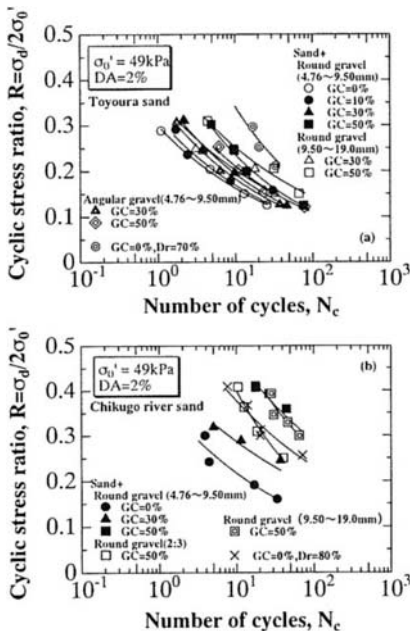 Cyclic stress ratio, R=σd/2σ0'
0.5
0.4
0.3
0.2
0.1
0
σ0' = 49kPa
DA=2%
Toyoura sand
Sand+
Round gravel
(4.76~9.50mm)
GC=0%
GC=10%
GC=30%
GC=50%
Round gravel
(9.50~19.0mm)
GC=30%
GC=50%
Angular gravel(4.76~9.50mm)
GC=30%
GC=50%
GC=0%,Dr=70%
(a)
10⁻¹ 10⁰ 10¹ 10² 10³
Number of cycles, Nc
Cyclic stress ratio, R=σd/2σ0'
0.5
0.4
0.3
0.2
0.1
0
σ0' = 49kPa
DA=2%
Chikugo river sand
(b)
Sand+
Round gravel (4.76~9.50mm)
GC=0%
GC=30%
GC=50%
Round gravel(2:3)
GC=50%
Round gravel (9.50~19.0mm)
GC=50%
GC=0%,Dr=80%
10⁻¹ 10⁰ 10¹ 10² 10³
Number of cycles, Nc